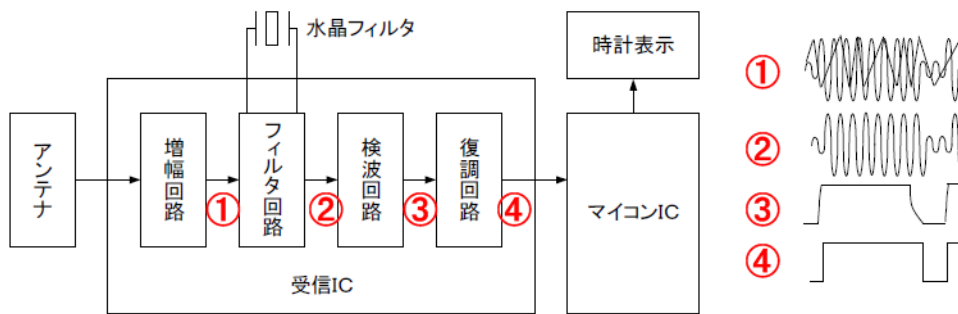 水晶フィルタ
時計表示
アンテナ
増幅回路
①
フィルタ回路
②
検波回路
③
復調回路
④
マイコンIC
受信IC
①
②
③
④